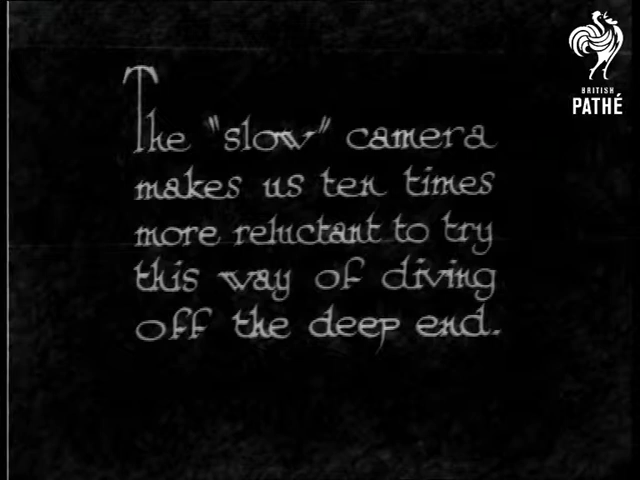 The "slow" camera
makes us ten times
more reluctant to try
this way of diving
off the deep end.
BRITISH
PATHÉ